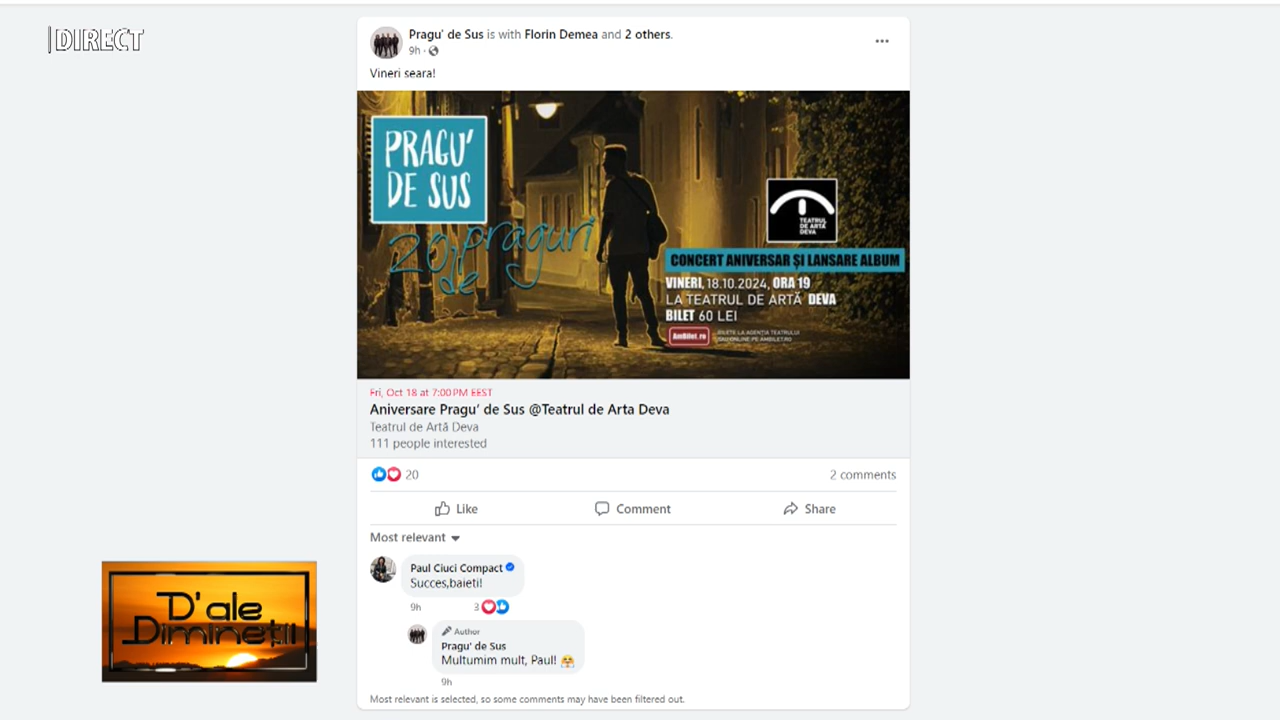 DIRECT
Pragu' de Sus is with Florin Demea and 2 others.
9h
Vineri seara!
PRAGU'
DE SUS
20 de praguri
TEATRUL
DE ARTĂ
DEVA
CONCERT ANIVERSAR ȘI LANSARE ALBUM
VINERI, 18.10.2024, ORA 19
LA TEATRUL DE ARTĂ DEVA
BILET 60 LEI
AmBilet.ro
BILETE LA AGENȚIA TEATRULUI
SAU ONLINE PE AMBILET.RO
Fri, Oct 18 at 7:00 PM EEST
Aniversare Pragu' de Sus @Teatrul de Arta Deva
Teatrul de Artă Deva
111 people interested
20
2 comments
Like
Comment
Share
Most relevant
Paul Ciuci Compact
Succes,baieti!
9h
3
Author
Pragu' de Sus
Multumim mult, Paul!
9h
Most relevant is selected, so some comments may have been filtered out.
D'ale
Dimineții